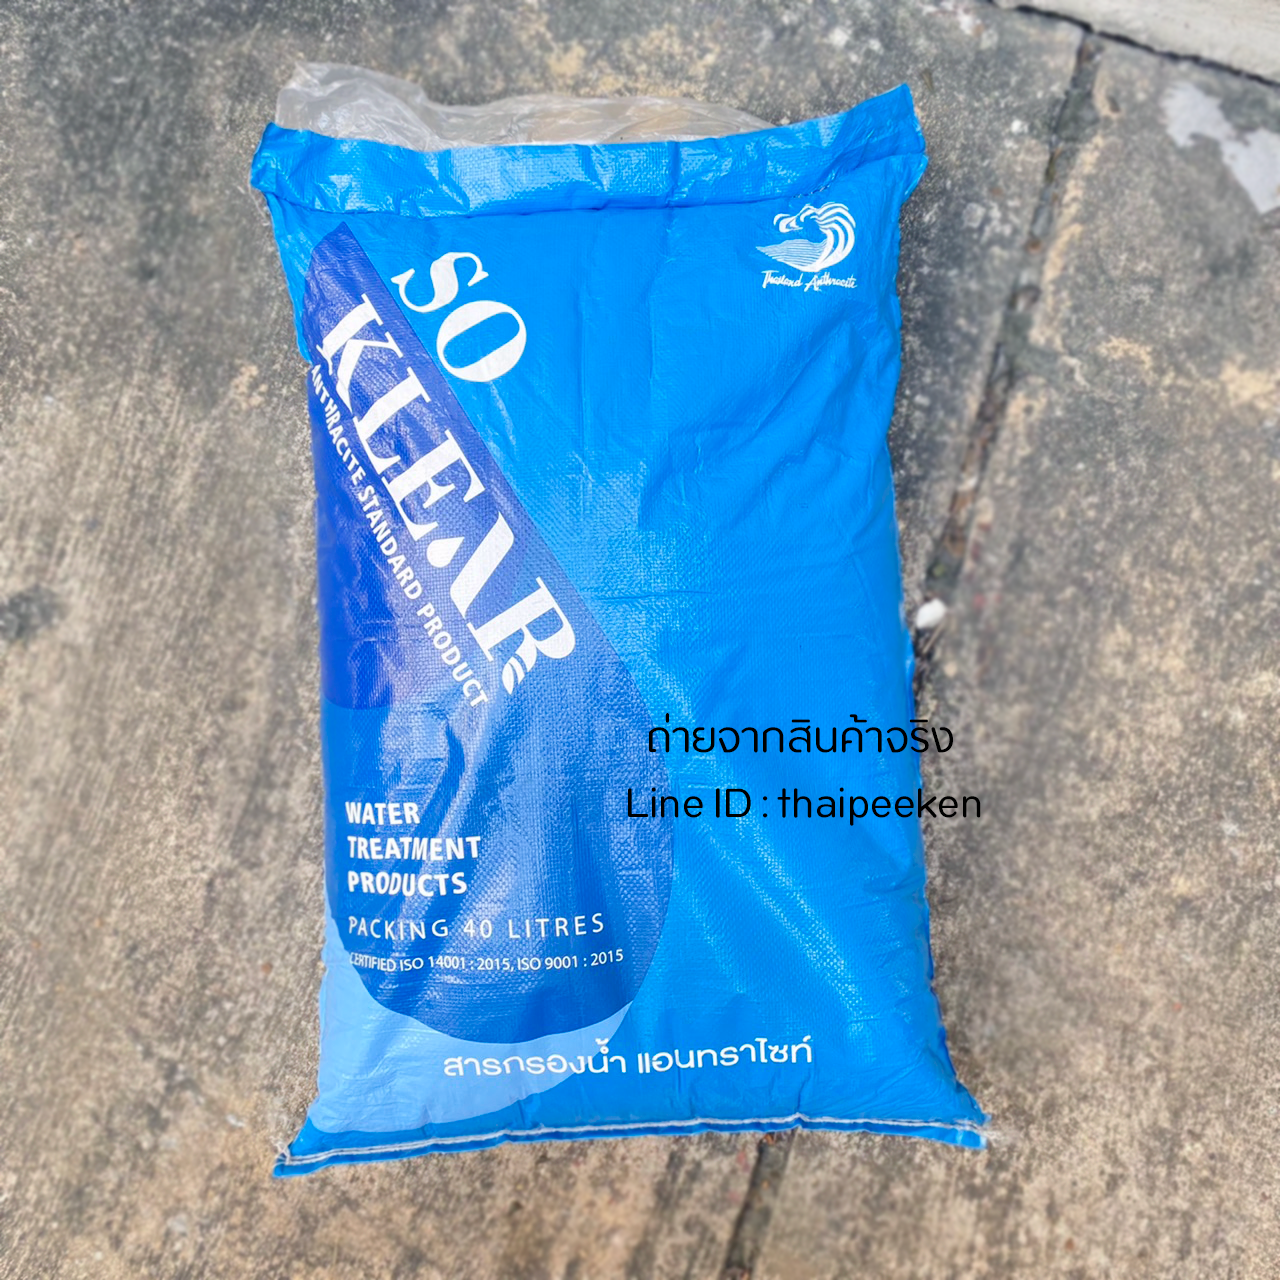 Thailand Anthracite
SO
KLEAR
ANTHRACITE STANDARD PRODUCT
ถ่ายจากสินค้าจริง
Line ID : thaipeeken
WATER
TREATMENT
PRODUCTS
PACKING 40 LITRES
CERTIFIED ISO 14001 : 2015, ISO 9001 : 2015
สารกรองน้ำ แอนทราไซท์